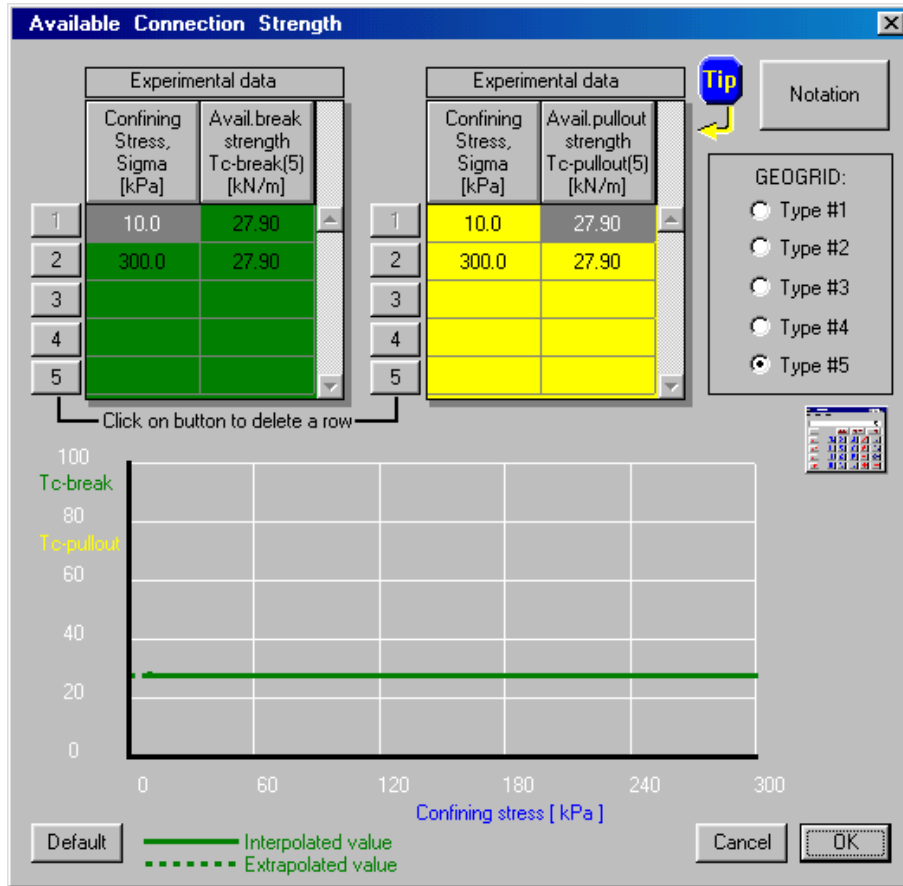 Available Connection Strength
Experimental data
Confining
Stress,
Sigma
[kPa]
Avail.break
strength
Tc-break(5)
[kN/m]
1 10.0 27.90
2 300.0 27.90
3
4
5
Experimental data
Confining
Stress,
Sigma
[kPa]
Avail.pullout
strength
Tc-pullout(5)
[kN/m]
1 10.0 27.90
2 300.0 27.90
3
4
5
Click on button to delete a row
Tip
Notation
GEOGRID:
Type #1
Type #2
Type #3
Type #4
Type #5
100
Tc-break
80
Tc-pullout
60
40
20
0
0 60 120 180 240 300
Confining stress [ kPa ]
Default
Interpolated value
Extrapolated value
Cancel
OK